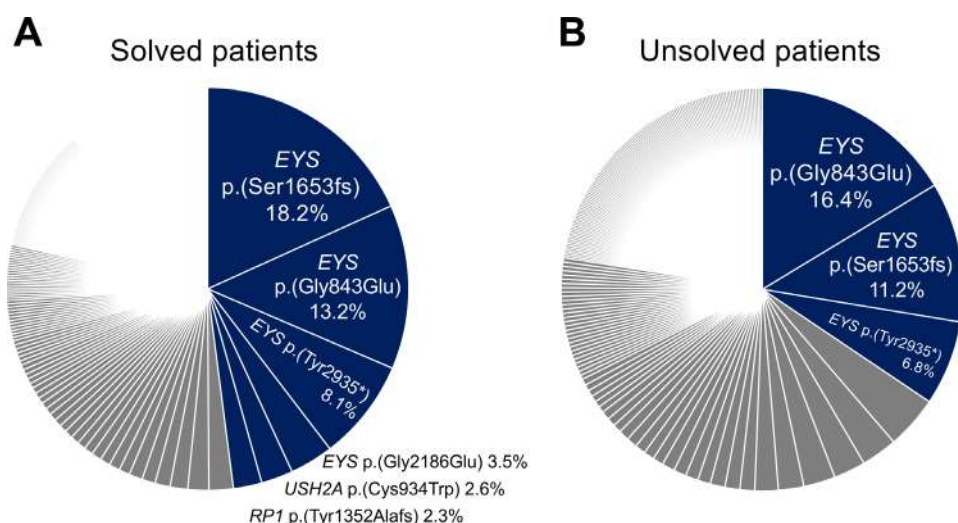 A
Solved patients
EYS
p.(Ser1653fs)
18.2%
EYS
p.(Gly843Glu)
13.2%
EYS p.(Tyr2935*)
8.1%
EYS p.(Gly2186Glu) 3.5%
USH2A p.(Cys934Trp) 2.6%
RP1 p.(Tyr1352Alafs) 2.3%
B
Unsolved patients
EYS
p.(Gly843Glu)
16.4%
EYS
p.(Ser1653fs)
11.2%
EYS p.(Tyr2935*)
6.8%